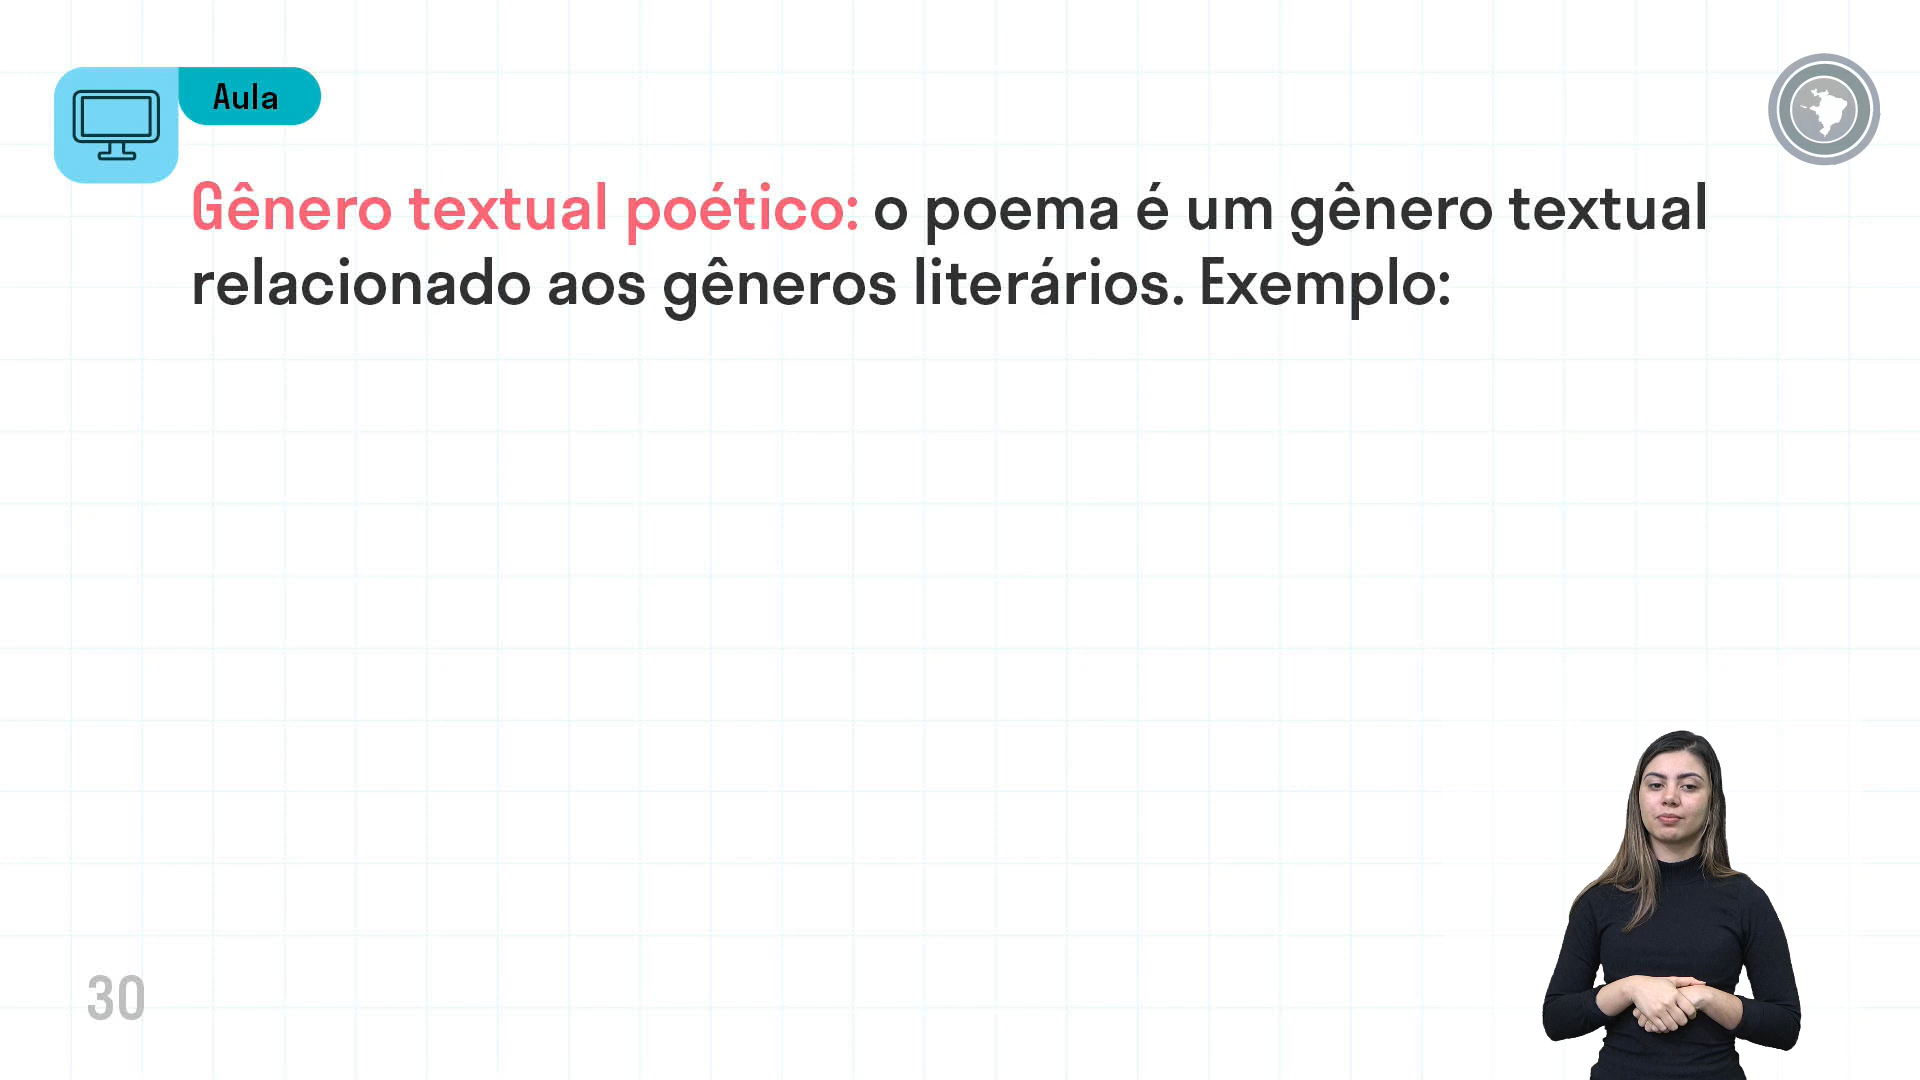 Aula
Gênero textual poético: o poema é um gênero textual
relacionado aos gêneros literários. Exemplo:
30